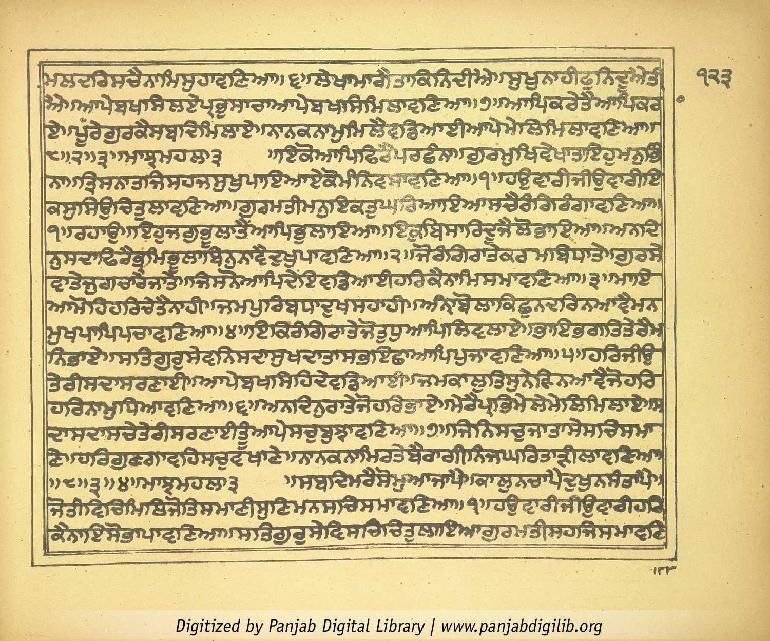 ਮਲਦਰਿਸਚੈਨਾਮਿਸੁਹਾਵਣਿਆ॥੬॥ਲੇਖਾਮਾਗੈਤਾਕਿਨਿਦੀਐ॥ਸੁਖੁਨਾਹੀਫੁਨਿਦੂਐਤੀ
ਐ॥ਆਪੇਬਖਸਿਲਏਪ੍ਰਭੁਸਾਚਾਆਪੇਬਖਸਿਮਿਲਾਵਣਿਆ॥੭॥ਆਪਿਕਰੇਤੈਆਪਿਕਰਾ
ਏ॥ਪੂਰੇਗੁਰਕੈਸਬਦਿਮਿਲਾਏ॥ਨਾਨਕਨਾਮੁਮਿਲੈਵਡਿਆਈਆਪੇਮੇਲਿਮਿਲਾਵਣਿਆ॥
੮॥੨॥੩॥ਮਾਝਮਹਲਾ੩ ॥ਇਕੋਆਪਿਫਿਰੈਪਰਛੰਨਾ॥ਗੁਰਮੁਖਿਵੇਖਾਤਾਇਹੁਮਨੁਭਿੰ
ਨਾ॥ਤ੍ਰਿਸਨਾਤਜਿਸਹਜਸੁਖੁਪਾਇਆਏਕੋਮੰਨਿਵਸਾਵਣਿਆ॥੧॥ਹਉਵਾਰੀਜੀਉਵਾਰੀਇ
ਕਸੁਸਿਉਚਿਤੁਲਾਵਣਿਆ॥ਗੁਰਮਤੀਮਨੁਇਕਤੁਘਰਿਆਇਆਸਚੈਰੰਗਿਰੰਗਾਵਣਿਆ॥
੧॥ਰਹਾਉ॥ਇਹੁਜਗੁਭੂਲਾਤੈਂਆਪਿਭੁਲਾਇਆ॥ਇਕੁਵਿਸਾਰਿਦੂਜੈਲੋਭਾਇਆ॥ਅਨਦਿ
ਨੁਸਦਾਫਿਰੈਭ੍ਰਮਿਭੂਲਾਬਿਨੁਨਾਵੈਦੁਖੁਪਾਵਣਿਆ॥੨॥ਜੋਰੰਗਿਰਾਤੇਕਰਮਬਿਧਾਤੇ॥ਗੁਰਸੇ
ਵਾਤੇਜੁਗਚਾਰੇਜਾਤੇ॥ਜਿਸਨੋਆਪਿਦੇਇਵਡਿਆਈਹਰਿਕੈਨਾਮਿਸਮਾਵਣਿਆ॥੩॥ਮਾਇ
ਆਮੋਹਿਹਰਿਚੇਤੈਨਾਹੀ॥ਜਮਪੁਰਿਬਧਾਦੁਖਸਹਾਹੀ॥ਅੰਨਾਬੋਲਾਕਿਛੁਨਦਰਿਨਆਵੈਮਨ
ਮੁਖਪਾਪਿਪਚਾਵਣਿਆ॥੪॥ਇਕਿਰੰਗਿਰਾਤੇਜੋਤੁਧੁਆਪਿਲਿਵਲਾਏ॥ਭਾਇਭਗਤਿਤੇਰੈਮ
ਨਿਭਾਏ॥ਸਤਿਗੁਰੁਸੇਵਨਿਸਦਾਸੁਖਦਾਤਾਸਭਇਛਾਆਪਿਪੁਜਾਵਣਿਆ॥੫॥ਹਰਿਜੀਉ
ਤੇਰੀਸਦਾਸਰਣਾਈ॥ਆਪੇਬਖਸਿਹਿਦੇਵਡਿਆਈ॥ਜਮਕਾਲੁਤਿਸੁਨੇੜਿਨਆਵੈਜੋਹਰਿ
ਹਰਿਨਾਮੁਧਿਆਵਣਿਆ॥੬॥ਅਨਦਿਨੁਰਾਤੇਜੋਹਰਿਭਾਏ॥ਮੇਰੈਪ੍ਰਭਿਮੇਲੇਮੇਲਿਮਿਲਾਏ॥ਸ
ਦਾਸਦਾਸਚੇਤੇਰੀਸਰਣਾਈਤੂੰਆਪੇਸਚੁਬੁਝਾਵਣਿਆ॥੭॥ਜਿਨਿਸਚੁਜਾਤਾਸੇਸਚਿਸਮਾ
ਣੇ॥ਹਰਿਗੁਣਗਾਵਹਿਸਚੁਵਖਾਣੇ॥ਨਾਨਕਨਾਮਿਰਤੇਬੈਰਾਗੀਨਿਜਘਰਿਤਾੜੀਲਾਵਣਿਆ
॥੮॥੩॥੪॥ਮਾਝਮਹਲਾ੩ ॥ਸਬਦਿਮਰੈਸੋਮੁਆਜਾਪੈ॥ਕਾਲੁਨਚਾਪੈਦੁਖੁਨਸੰਤਾਪੈ॥
ਜੋਤੀਵਿਚਿਮਿਲਿਜੋਤਿਸਮਾਣੀਸੁਣਿਮਨਸਚਿਸਮਾਵਣਿਆ॥੧॥ਹਉਵਾਰੀਜੀਉਵਾਰੀਹਰਿ
ਕੈਨਾਇਸੋਭਾਪਾਵਣਿਆ॥ਸਤਿਗੁਰੁਸੇਵਿਸਚਿਚਿਤੁਲਾਇਆਗੁਰਮਤੀਸਹਜਿਸਮਾਵਣਿ
੧੨੩
Digitized by Panjab Digital Library | www.panjabdigilib.org